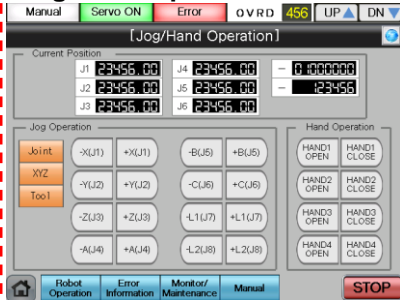 Manual Servo ON Error OVRD 456 UP DN
[Jog/Hand Operation]
Current Position
J1 23456.00 J4 23456.00 - 01000000
J2 23456.00 J5 23456.00 - 123456
J3 23456.00 J6 23456.00
Jog Operation Hand Operation
Joint -X(J1) +X(J1) -B(J5) +B(J5) HAND1 OPEN HAND1 CLOSE
XYZ -Y(J2) +Y(J2) -C(J6) +C(J6) HAND2 OPEN HAND2 CLOSE
Tool -Z(J3) +Z(J3) -L1(J7) +L1(J7) HAND3 OPEN HAND3 CLOSE
-A(J4) +A(J4) -L2(J8) +L2(J8) HAND4 OPEN HAND4 CLOSE
Robot Operation Error Information Monitor/Maintenance Manual STOP